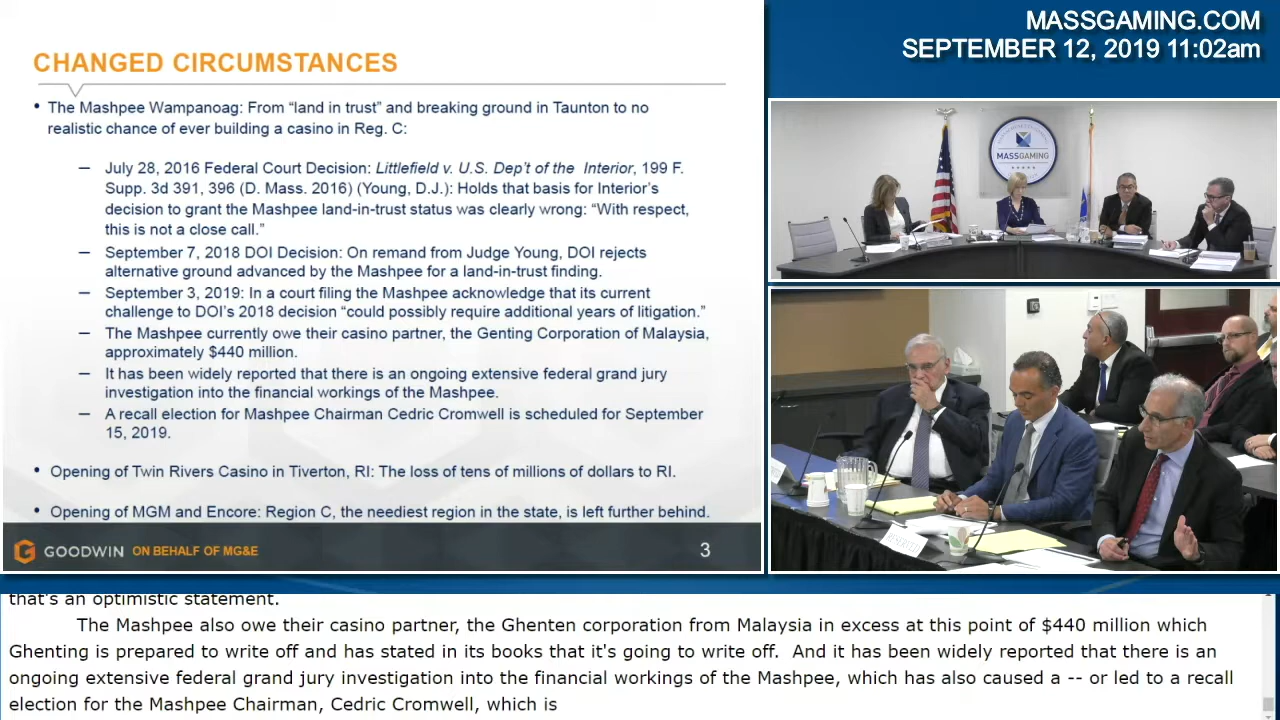 CHANGED CIRCUMSTANCES
• The Mashpee Wampanoag: From “land in trust” and breaking ground in Taunton to no
realistic chance of ever building a casino in Reg. C:
– July 28, 2016 Federal Court Decision: Littlefield v. U.S. Dep’t of the Interior, 199 F.
Supp. 3d 391, 396 (D. Mass. 2016) (Young, D.J.): Holds that basis for Interior’s
decision to grant the Mashpee land-in-trust status was clearly wrong: “With respect,
this is not a close call.”
– September 7, 2018 DOI Decision: On remand from Judge Young, DOI rejects
alternative ground advanced by the Mashpee for a land-in-trust finding.
– September 3, 2019: In a court filing the Mashpee acknowledge that its current
challenge to DOI’s 2018 decision “could possibly require additional years of litigation.”
– The Mashpee currently owe their casino partner, the Genting Corporation of Malaysia,
approximately $440 million.
– It has been widely reported that there is an ongoing extensive federal grand jury
investigation into the financial workings of the Mashpee.
– A recall election for Mashpee Chairman Cedric Cromwell is scheduled for September
15, 2019.
• Opening of Twin Rivers Casino in Tiverton, RI: The loss of tens of millions of dollars to RI.
• Opening of MGM and Encore: Region C, the neediest region in the state, is left further behind.
GOODWIN ON BEHALF OF MG&E 3
MASSGAMING.COM
SEPTEMBER 12, 2019 11:02am
MASSGAMING
RESERVED
that's an optimistic statement.
The Mashpee also owe their casino partner, the Ghenten corporation from Malaysia in excess at this point of $440 million which
Ghenting is prepared to write off and has stated in its books that it's going to write off. And it has been widely reported that there is an
ongoing extensive federal grand jury investigation into the financial workings of the Mashpee, which has also caused a -- or led to a recall
election for the Mashpee Chairman, Cedric Cromwell, which is